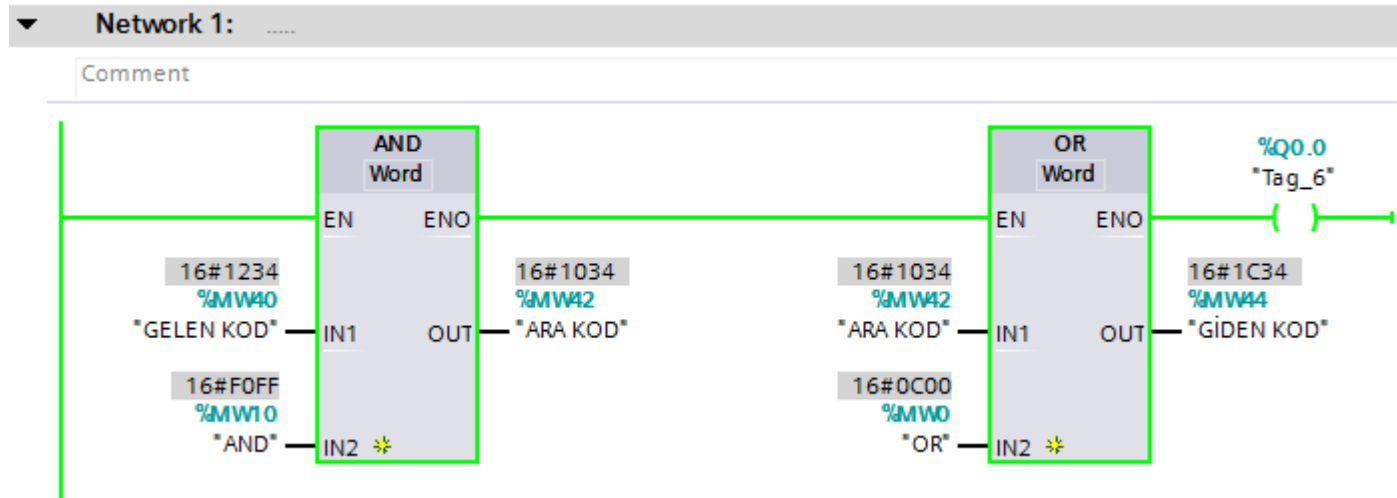 Network 1: .....
Comment
AND
Word
EN ENO
16#1234
%MW40
"GELEN KOD"
IN1
OUT
16#1034
%MW42
"ARA KOD"
16#F0FF
%MW10
"AND"
IN2
OR
Word
EN ENO
16#1034
%MW42
"ARA KOD"
IN1
OUT
16#1C34
%MW44
"GİDEN KOD"
16#0C00
%MW0
"OR"
IN2
%Q0.0
"Tag_6"